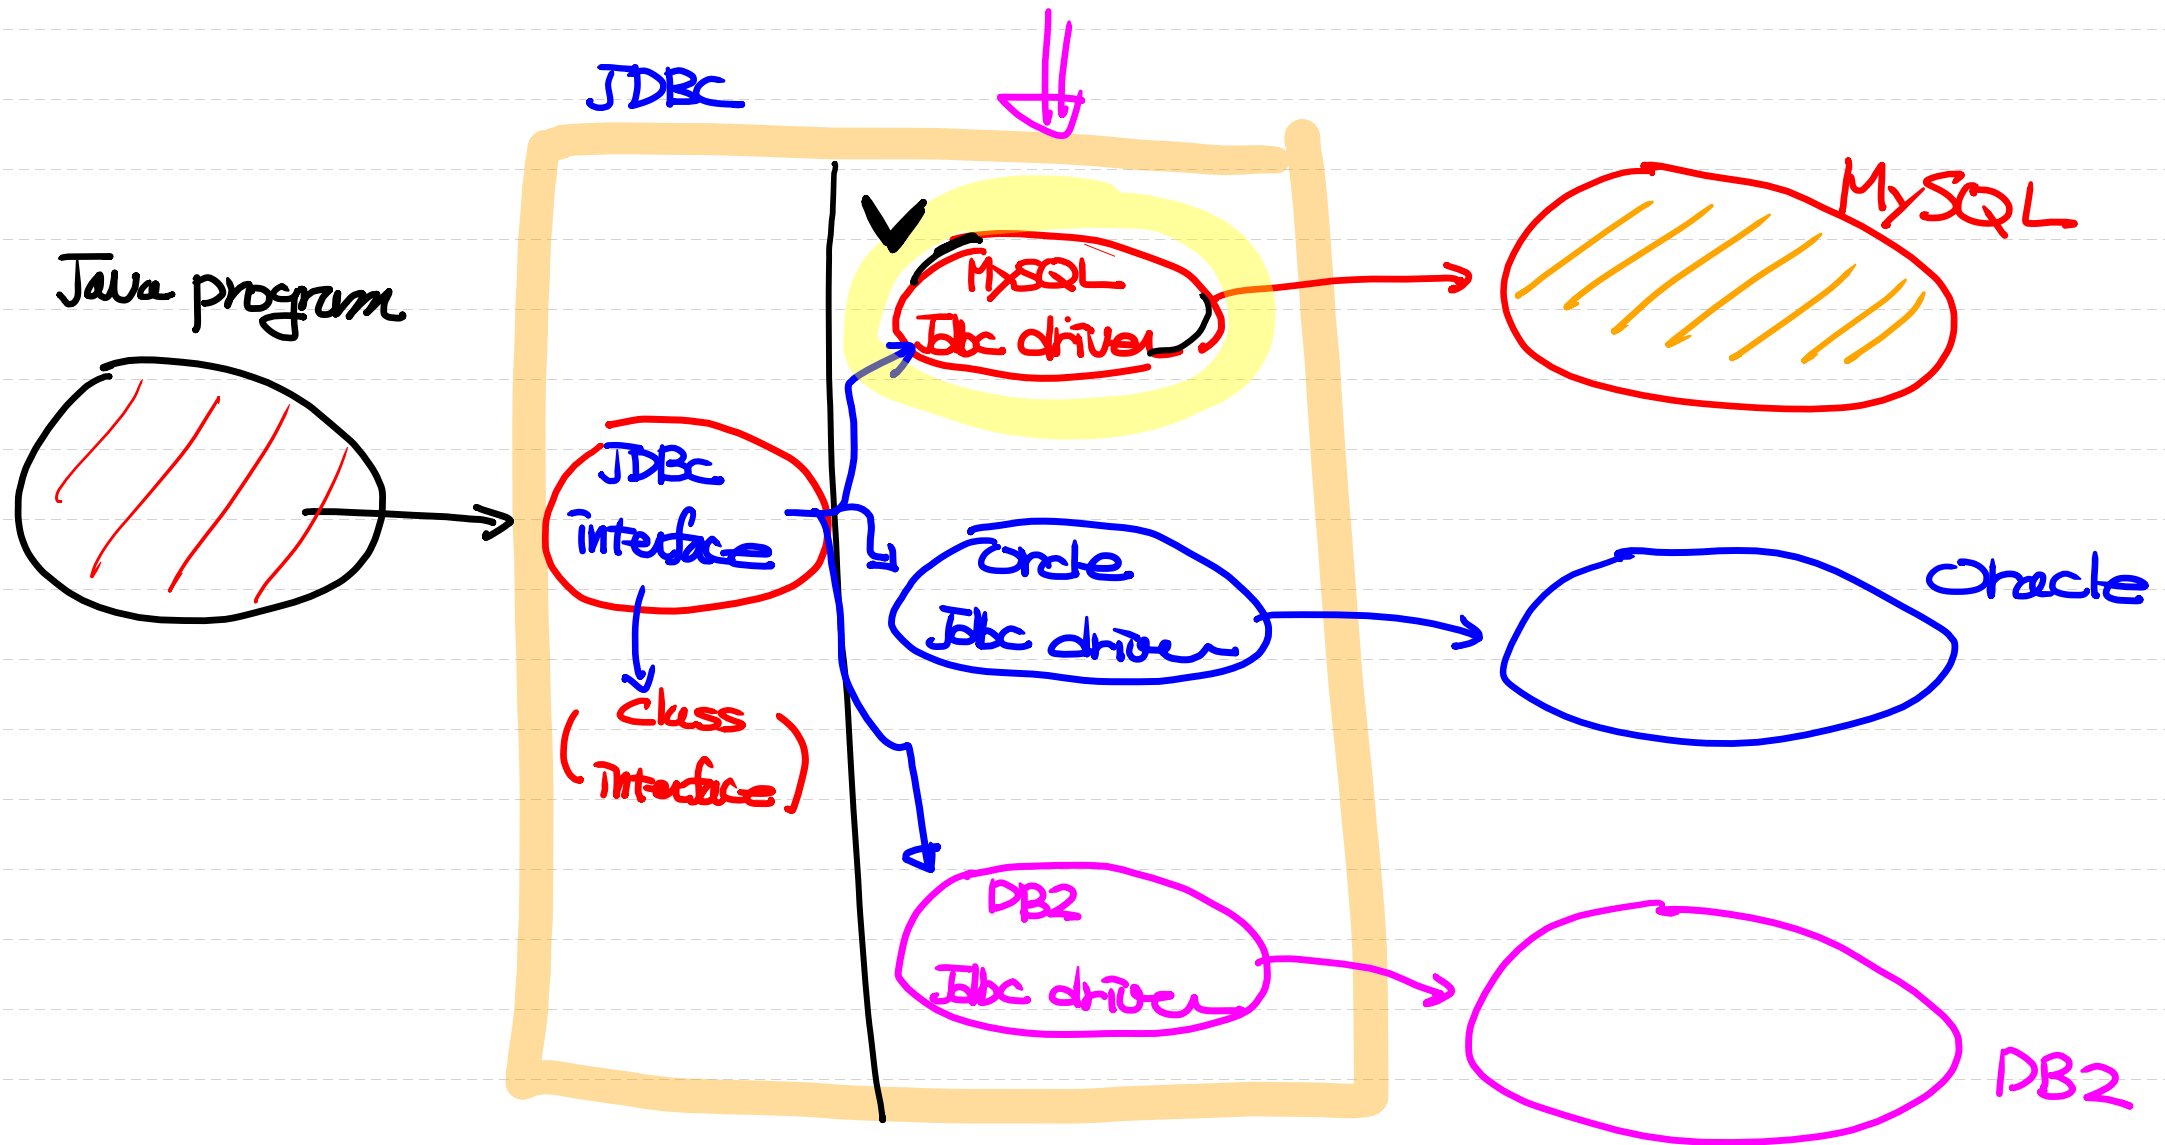 JDBC
Java program
MySQL
Jdbc driver
MySQL
JDBC
interface
Class
interface
Oracle
Jdbc driver
Oracle
DB2
Jdbc driver
DB2